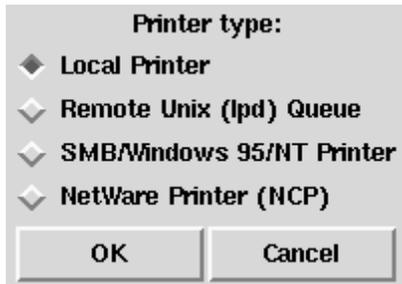 Printer type:
Local Printer
Remote Unix (lpd) Queue
SMB/Windows 95/NT Printer
NetWare Printer (NCP)
OK
Cancel